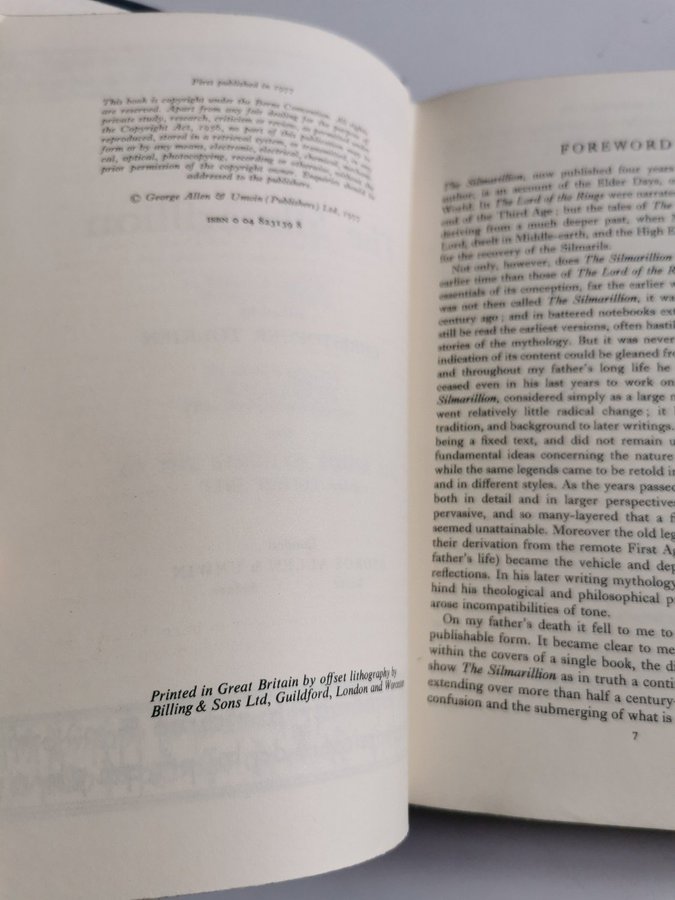 First published in 1977
This book is copyright under the Berne Convention. All rights
are reserved. Apart from any fair dealing for the purpose of
private study, research, criticism or review, as permitted under
the Copyright Act, 1956, no part of this publication may be
reproduced, stored in a retrieval system, or transmitted, in any
form or by any means, electronic, electrical, chemical, mechani-
cal, optical, photocopying, recording or otherwise, without the
prior permission of the copyright owner. Enquiries should be
addressed to the publishers.
© George Allen & Unwin (Publishers) Ltd, 1977
ISBN 0 04 823139 8
Printed in Great Britain by offset lithography by
Billing & Sons Ltd, Guildford, London and
FOREWORD
The Silmarillion, now published four years
author, is an account of the Elder Days, o
World. In The Lord of the Rings were narrate
end of the Third Age; but the tales of The
deriving from a much deeper past, when M
Lord, dwelt in Middle-earth, and the High E
for the recovery of the Silmarils.
Not only, however, does The Silmarillion
earlier time than those of The Lord of the R
essentials of its conception, far the earlier w
was not then called The Silmarillion, it wa
century ago; and in battered notebooks ext
still be read the earliest versions, often hastil
stories of the mythology. But it was never
indication of its content could be gleaned fro
and throughout my father's long life he
ceased even in his last years to work on
Silmarillion, considered simply as a large n
went relatively little radical change; it b
tradition, and background to later writings.
being a fixed text, and did not remain u
fundamental ideas concerning the nature
while the same legends came to be retold in
and in different styles. As the years passed
both in detail and in larger perspectives
pervasive, and so many-layered that a f
seemed unattainable. Moreover the old leg
their derivation from the remote First Ag
father's life) became the vehicle and dep
reflections. In his later writing mythology
hind his theological and philosophical p
arose incompatibilities of tone.
On my father's death it fell to me to
publishable form. It became clear to me
within the covers of a single book, the di
show The Silmarillion as in truth a conti
extending over more than half a century-
confusion and the submerging of what is
7